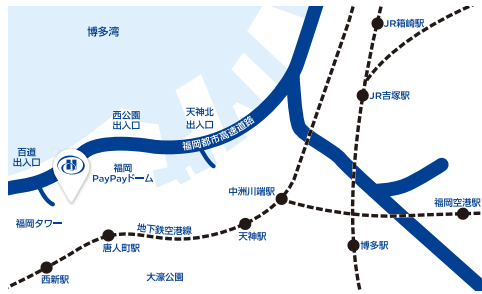 JR箱崎駅
博多湾
JR吉塚駅
西公園
出入口
天神北
出入口
福岡都市高速道路
百道
出入口
福岡
PayPayドーム
中洲川端駅
福岡空港駅
福岡タワー
地下鉄空港線
天神駅
唐人町駅
博多駅
西新駅
大濠公園